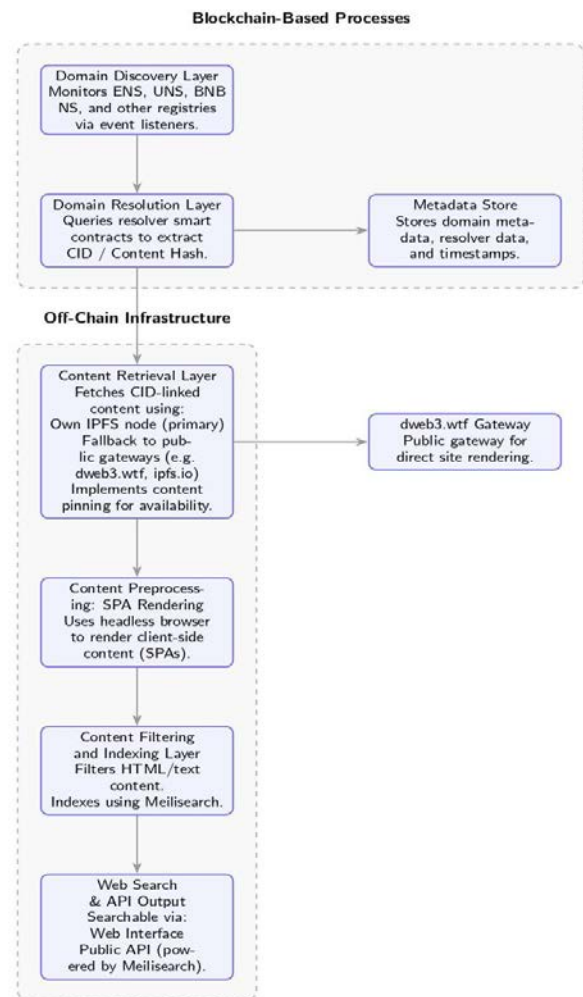 Blockchain-Based Processes
Domain Discovery Layer
Monitors ENS, UNS, BNB
NS, and other registries
via event listeners.
Domain Resolution Layer
Queries resolver smart
contracts to extract
CID / Content Hash.
Metadata Store
Stores domain meta-
data, resolver data,
and timestamps.
Off-Chain Infrastructure
Content Retrieval Layer
Fetches CID-linked
content using:
Own IPFS node (primary)
Fallback to pub-
lic gateways (e.g.
dweb3.wtf, ipfs.io)
Implements content
pinning for availability.
dweb3.wtf Gateway
Public gateway for
direct site rendering.
Content Preprocess-
ing: SPA Rendering
Uses headless browser
to render client-side
content (SPAs).
Content Filtering
and Indexing Layer
Filters HTML/text
content.
Indexes using Meilisearch.
Web Search
& API Output
Searchable via:
Web Interface
Public API (pow-
ered by Meilisearch).